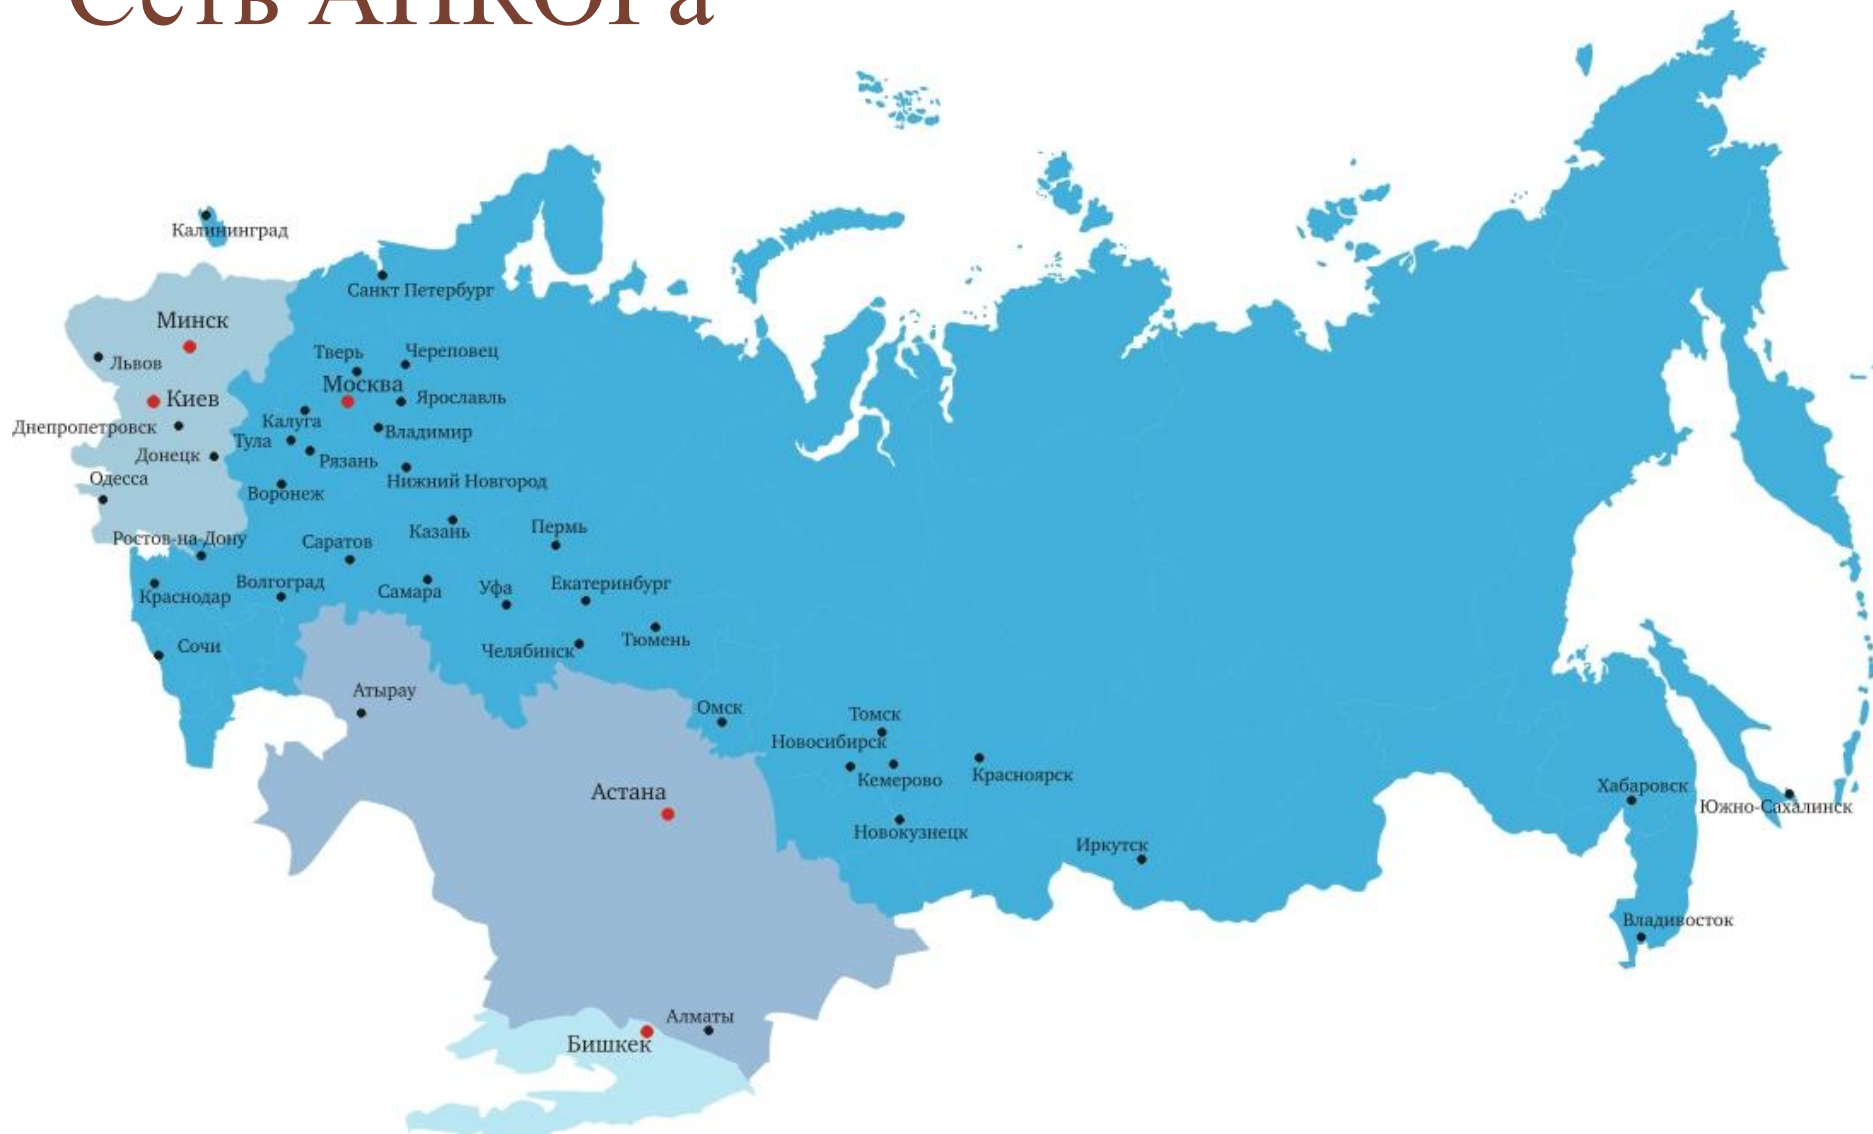 Сеть АНКОРа
Калининград
Санкт Петербург
Минск
Львов
Тверь
Череповец
Москва
Ярославль
Киев
Калуга
Днепропетровск
Владимир
Тула
Донецк
Рязань
Одесса
Нижний Новгород
Воронеж
Казань
Пермь
Ростов-на-Дону
Саратов
Волгоград
Екатеринбург
Краснодар
Самара
Уфа
Сочи
Челябинск
Тюмень
Атырау
Омск
Томск
Новосибирск
Кемерово
Красноярск
Астана
Хабаровск
Южно-Сахалинск
Новокузнецк
Иркутск
Владивосток
Алматы
Бишкек